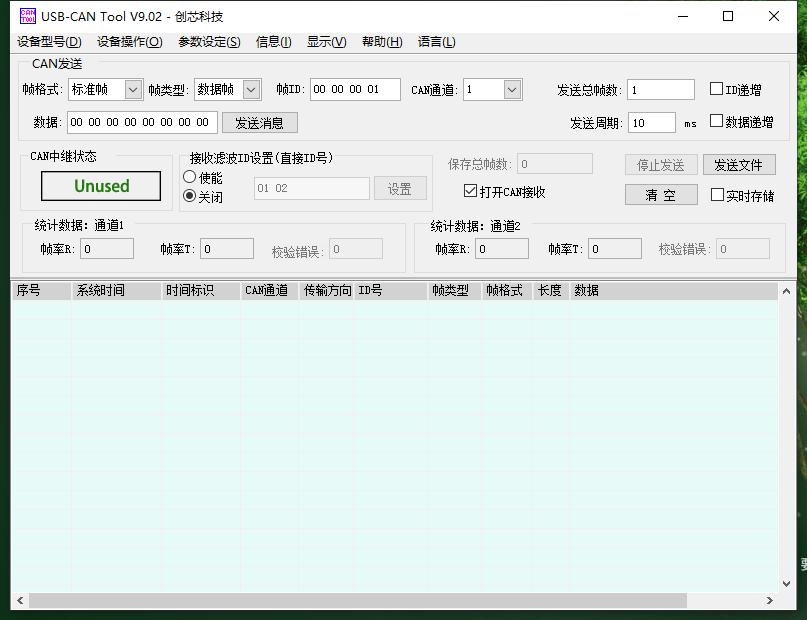 USB-CAN Tool V9.02 - 创芯科技
设备型号(D) 设备操作(O) 参数设定(S) 信息(I) 显示(V) 帮助(H) 语言(L)
CAN发送
帧格式: 标准帧 帧类型: 数据帧 帧ID: 00 00 00 01 CAN通道: 1 发送总帧数: 1 ID递增
数据: 00 00 00 00 00 00 00 00 发送消息 发送周期: 10 ms 数据递增
CAN中继状态
Unused
接收滤波ID设置(直接ID号)
使能
关闭
01 02 设置
保存总帧数: 0 停止发送 发送文件
打开CAN接收 清 空 实时存储
统计数据: 通道1
帧率R: 0 帧率T: 0 校验错误: 0
统计数据: 通道2
帧率R: 0 帧率T: 0 校验错误: 0
序号 系统时间 时间标识 CAN通道 传输方向 ID号 帧类型 帧格式 长度 数据